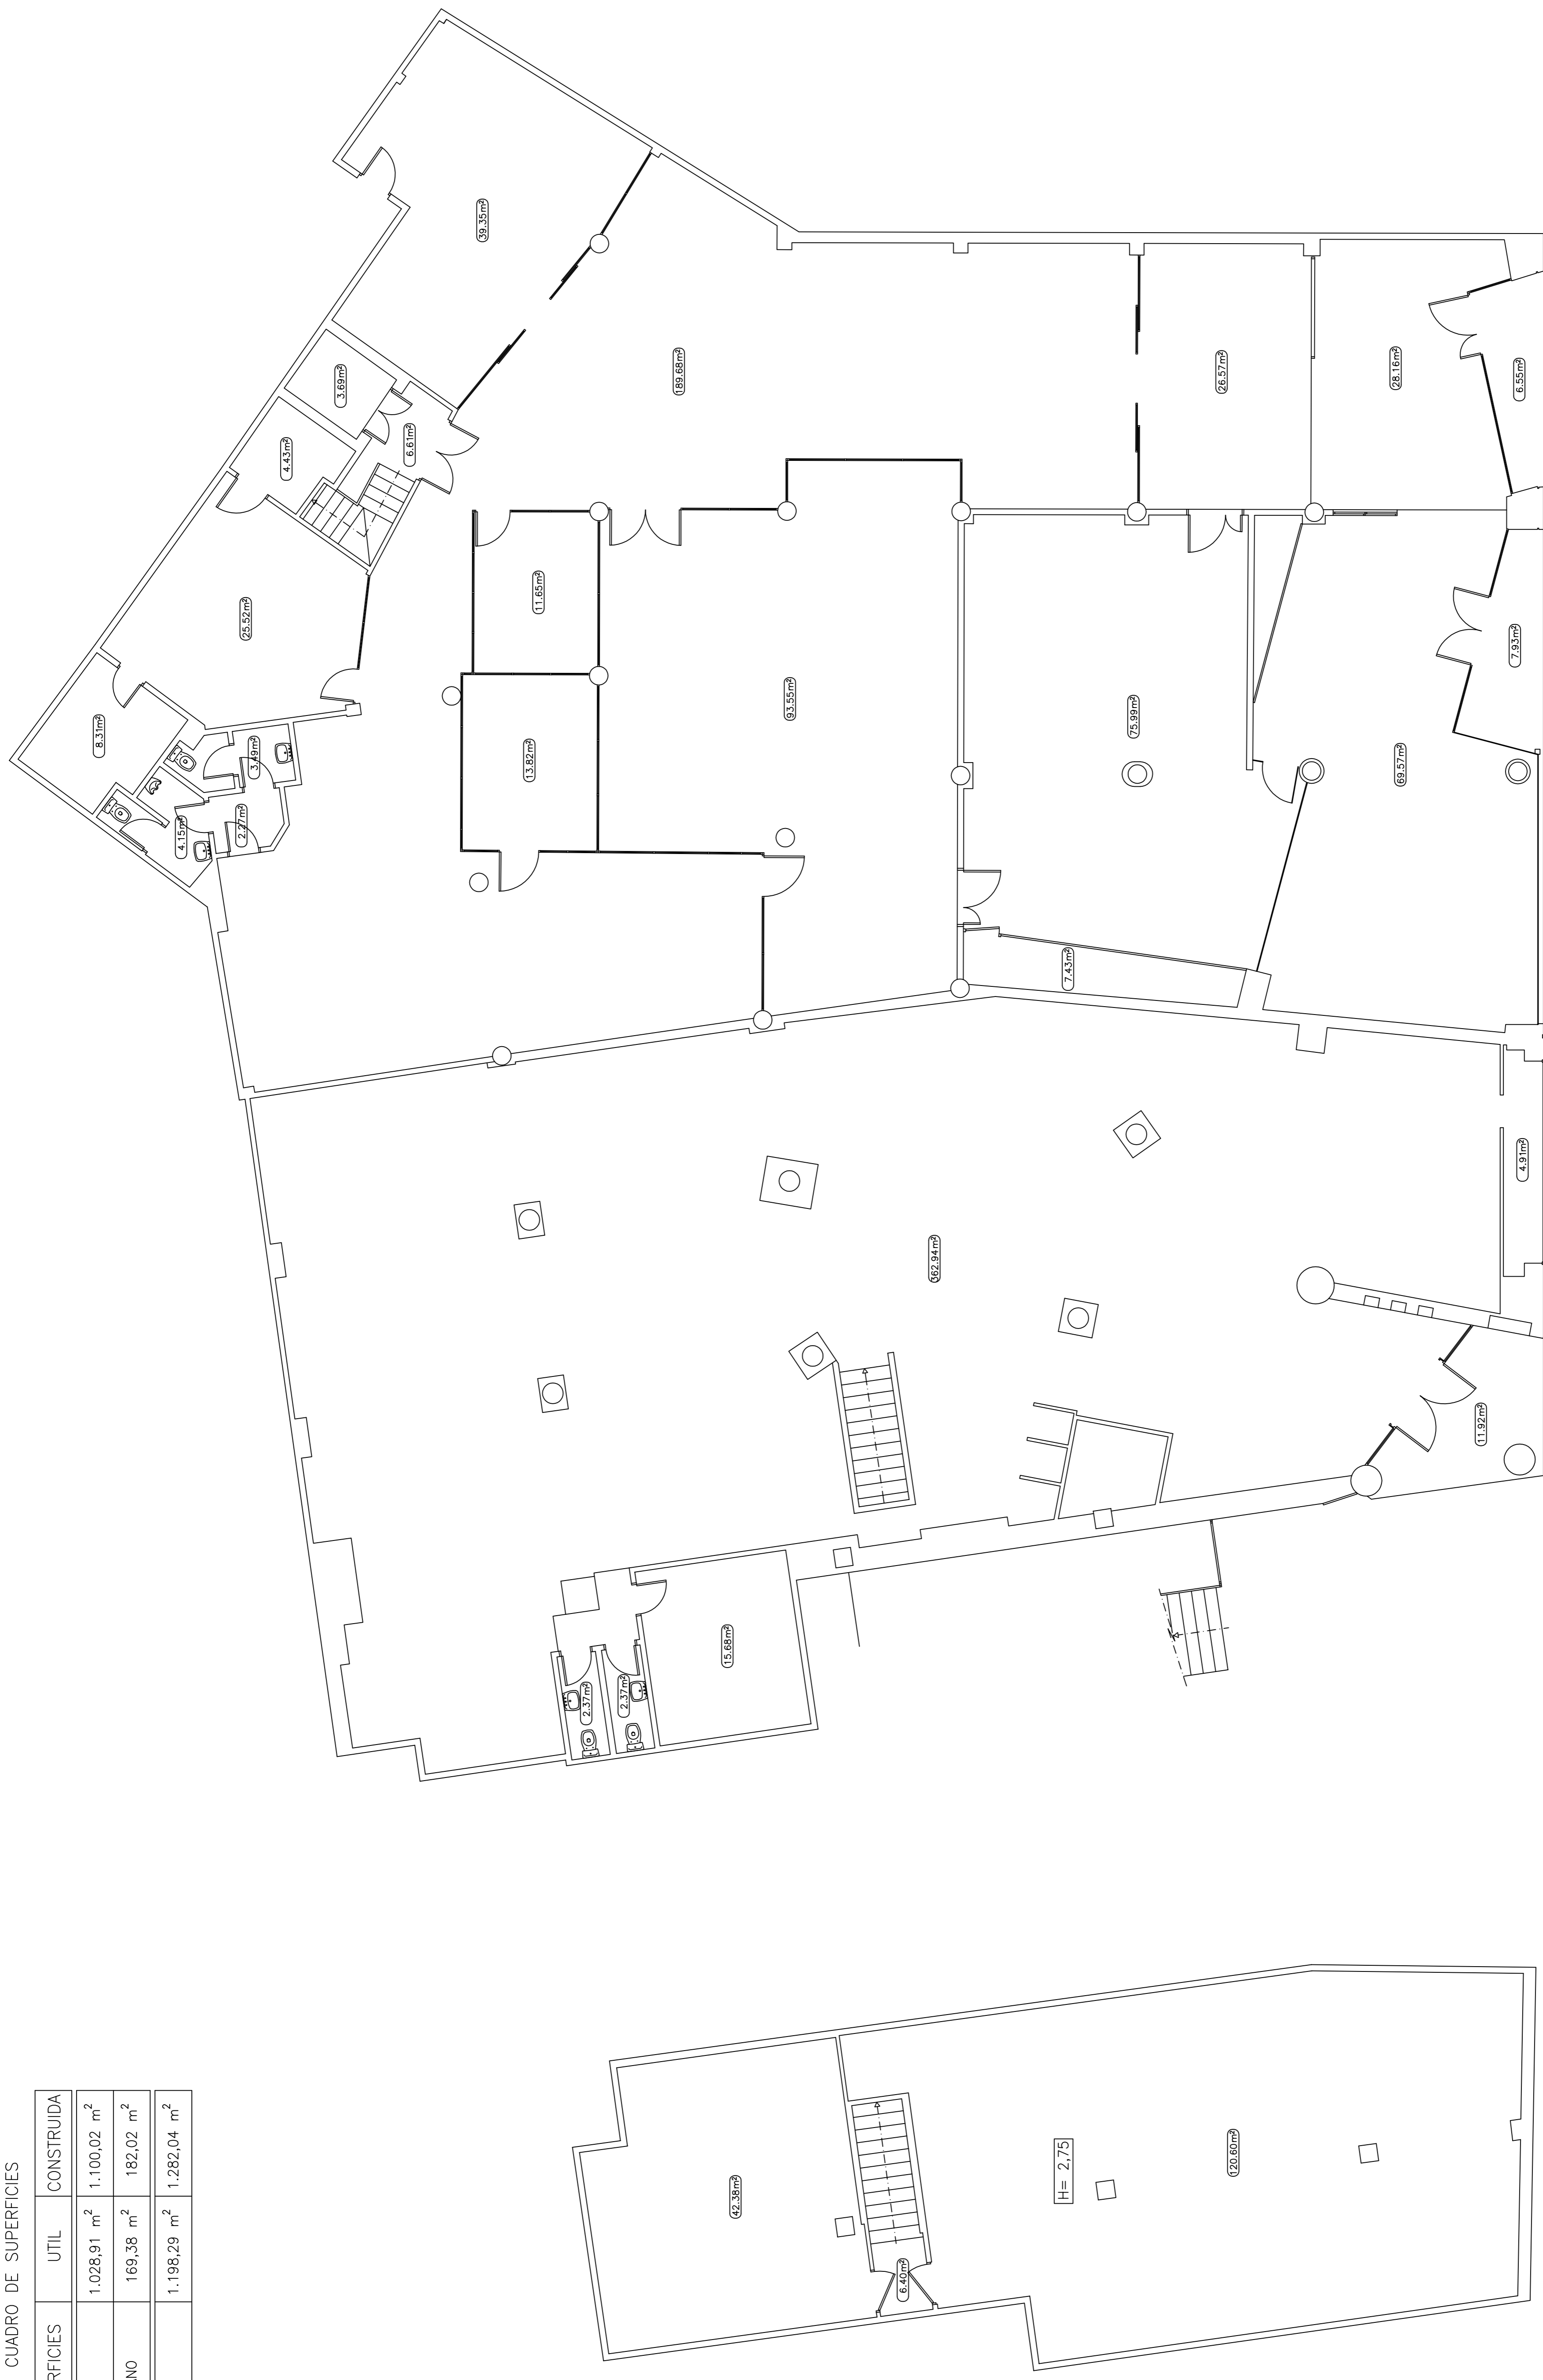 CUADRO DE SUPERFICIES
RFICIES UTIL CONSTRUIDA
1.028,91 m² 1.100,02 m²
NO 169,38 m² 182,02 m²
1.198,29 m² 1.282,04 m²
39.35m²
3.69m²
4.43m²
6.61m²
189.68m²
26.57m²
28.16m²
6.55m²
25.52m²
11.65m²
8.31m²
3.49m²
2.27m²
4.15m²
13.82m²
93.55m²
75.99m²
69.57m²
7.93m²
7.43m²
362.94m²
4.91m²
11.92m²
15.68m²
2.37m²
2.37m²
42.38m²
6.40m²
H= 2,75
120.60m²